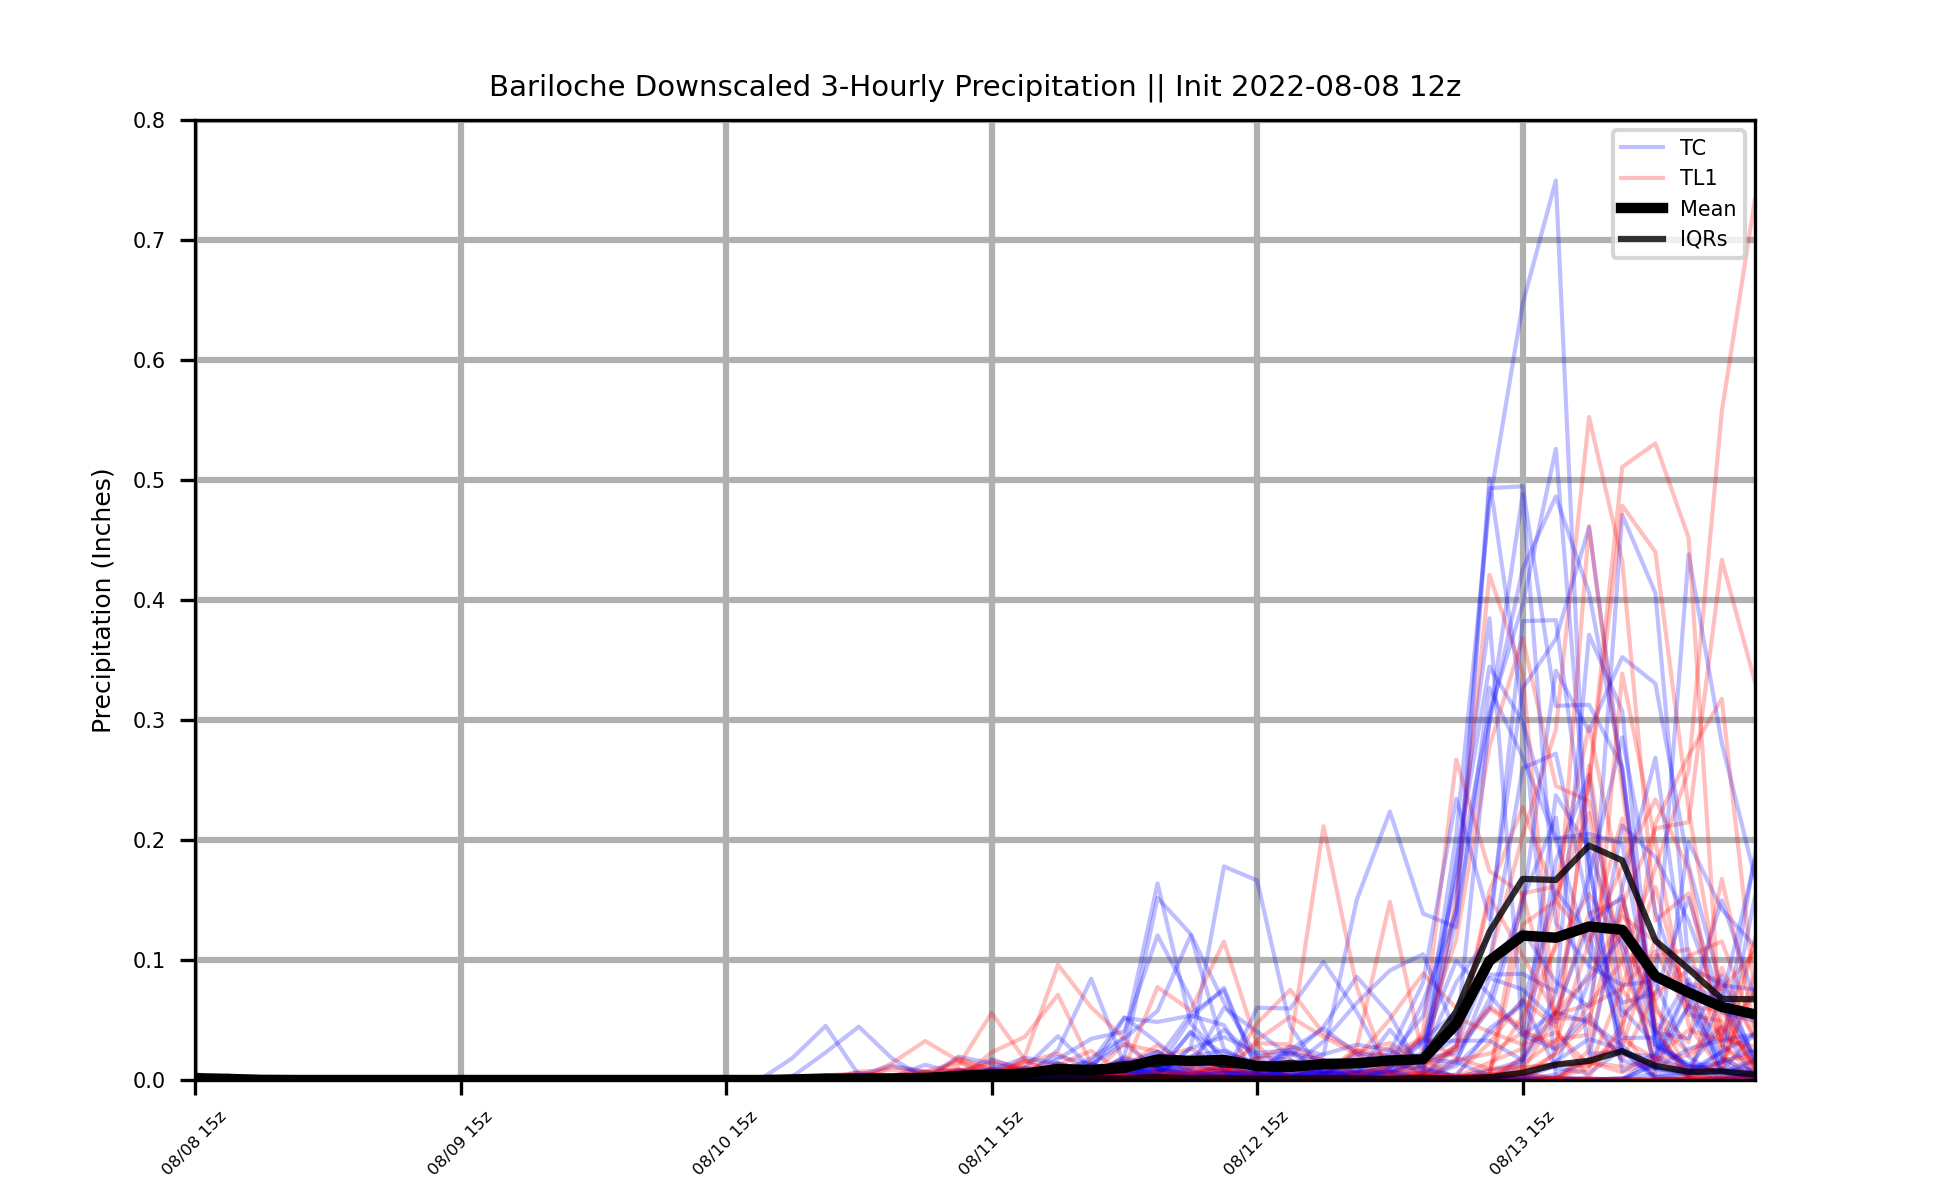 Bariloche Downscaled 3-Hourly Precipitation || Init 2022-08-08 12z
Precipitation (Inches)
0.8
0.7
0.6
0.5
0.4
0.3
0.2
0.1
0.0
TC
TL1
Mean
IQRs
08/08 15z
08/09 15z
08/10 15z
08/11 15z
08/12 15z
08/13 15z